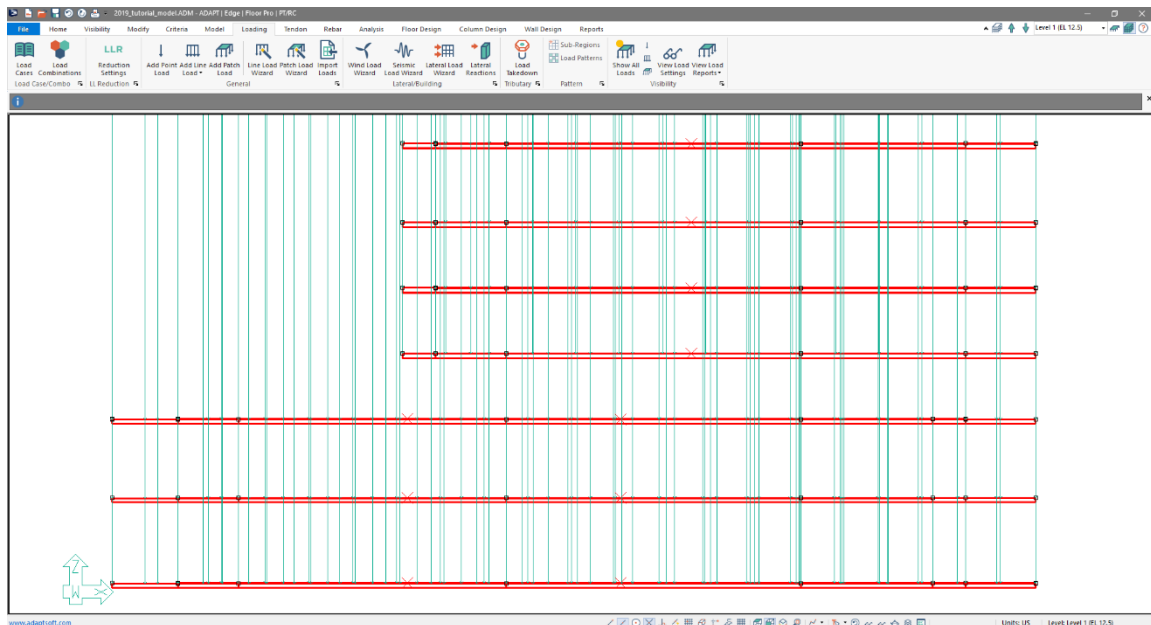 2019_tutorial_model.ADM - ADAPT | Edge | Floor Pro | PT/RC
File Home Visibility Modify Criteria Model Loading Tendon Rebar Analysis Floor Design Column Design Wall Design Reports
Level 1 (EL 12.5)
LLR
Sub-Regions
Load Patterns
Load Load Reduction Add Point Add Line Add Patch Line Load Patch Load Import Wind Load Seismic Lateral Load Lateral Load Show All View Load View Load
Cases Combinations Settings Load Load Load Wizard Wizard Loads Wizard Load Wizard Wizard Reactions Takedown Loads Settings Reports
Load Case/Combo LL Reduction General Lateral/Building Tributary Pattern Visibility
Z
W X
www.adaptsoft.com Units: US Level: Level 1 (EL 12.5)